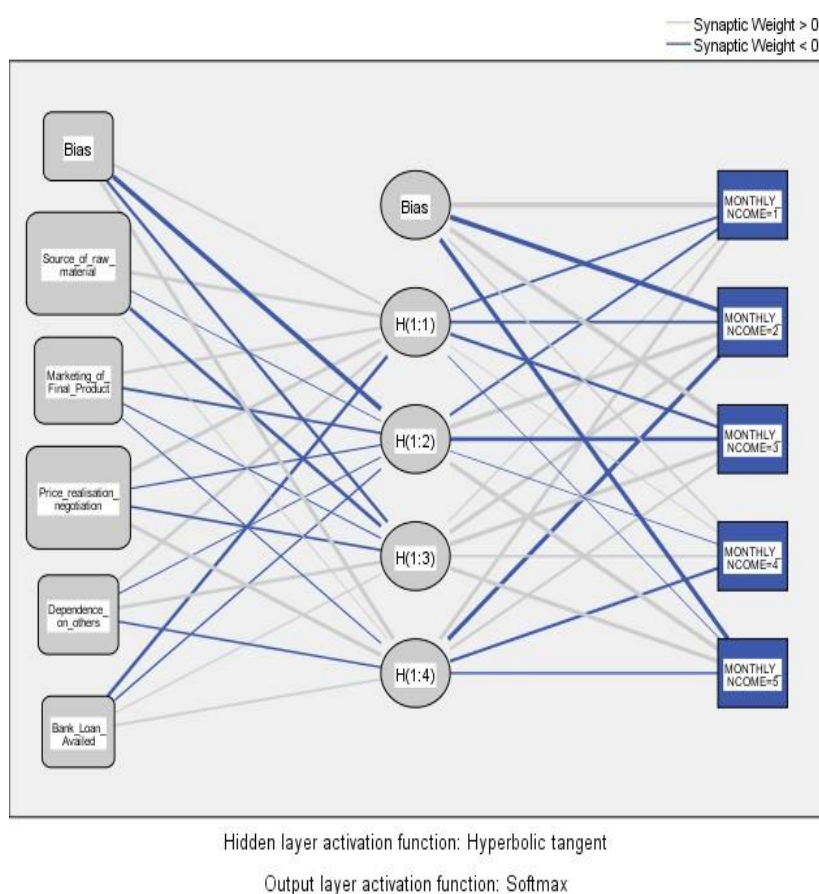 Synaptic Weight > 0
Synaptic Weight < 0
Bias
Source_of_raw_
material
Marketing_of_
Final_Product
Price_realisation_
negotiation
Dependence_
on_others
Bank_Loan_
Availed
Bias
H(1:1)
H(1:2)
H(1:3)
H(1:4)
MONTHLY_
NCOME=1
MONTHLY_
NCOME=2
MONTHLY_
NCOME=3
MONTHLY_
NCOME=4
MONTHLY_
NCOME=5
Hidden layer activation function: Hyperbolic tangent
Output layer activation function: Softmax